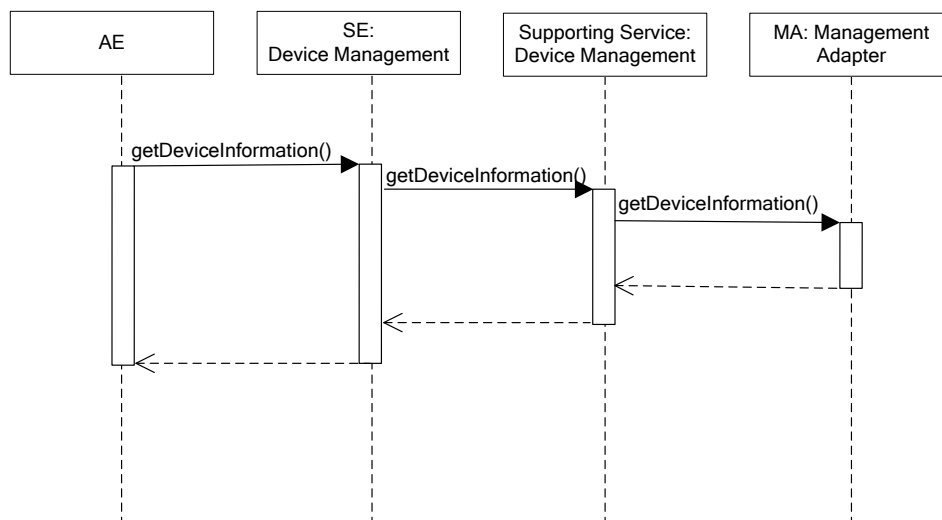 AE
SE:
Device Management
Supporting Service:
Device Management
MA: Management
Adapter
getDeviceInformation()
getDeviceInformation()
getDeviceInformation()